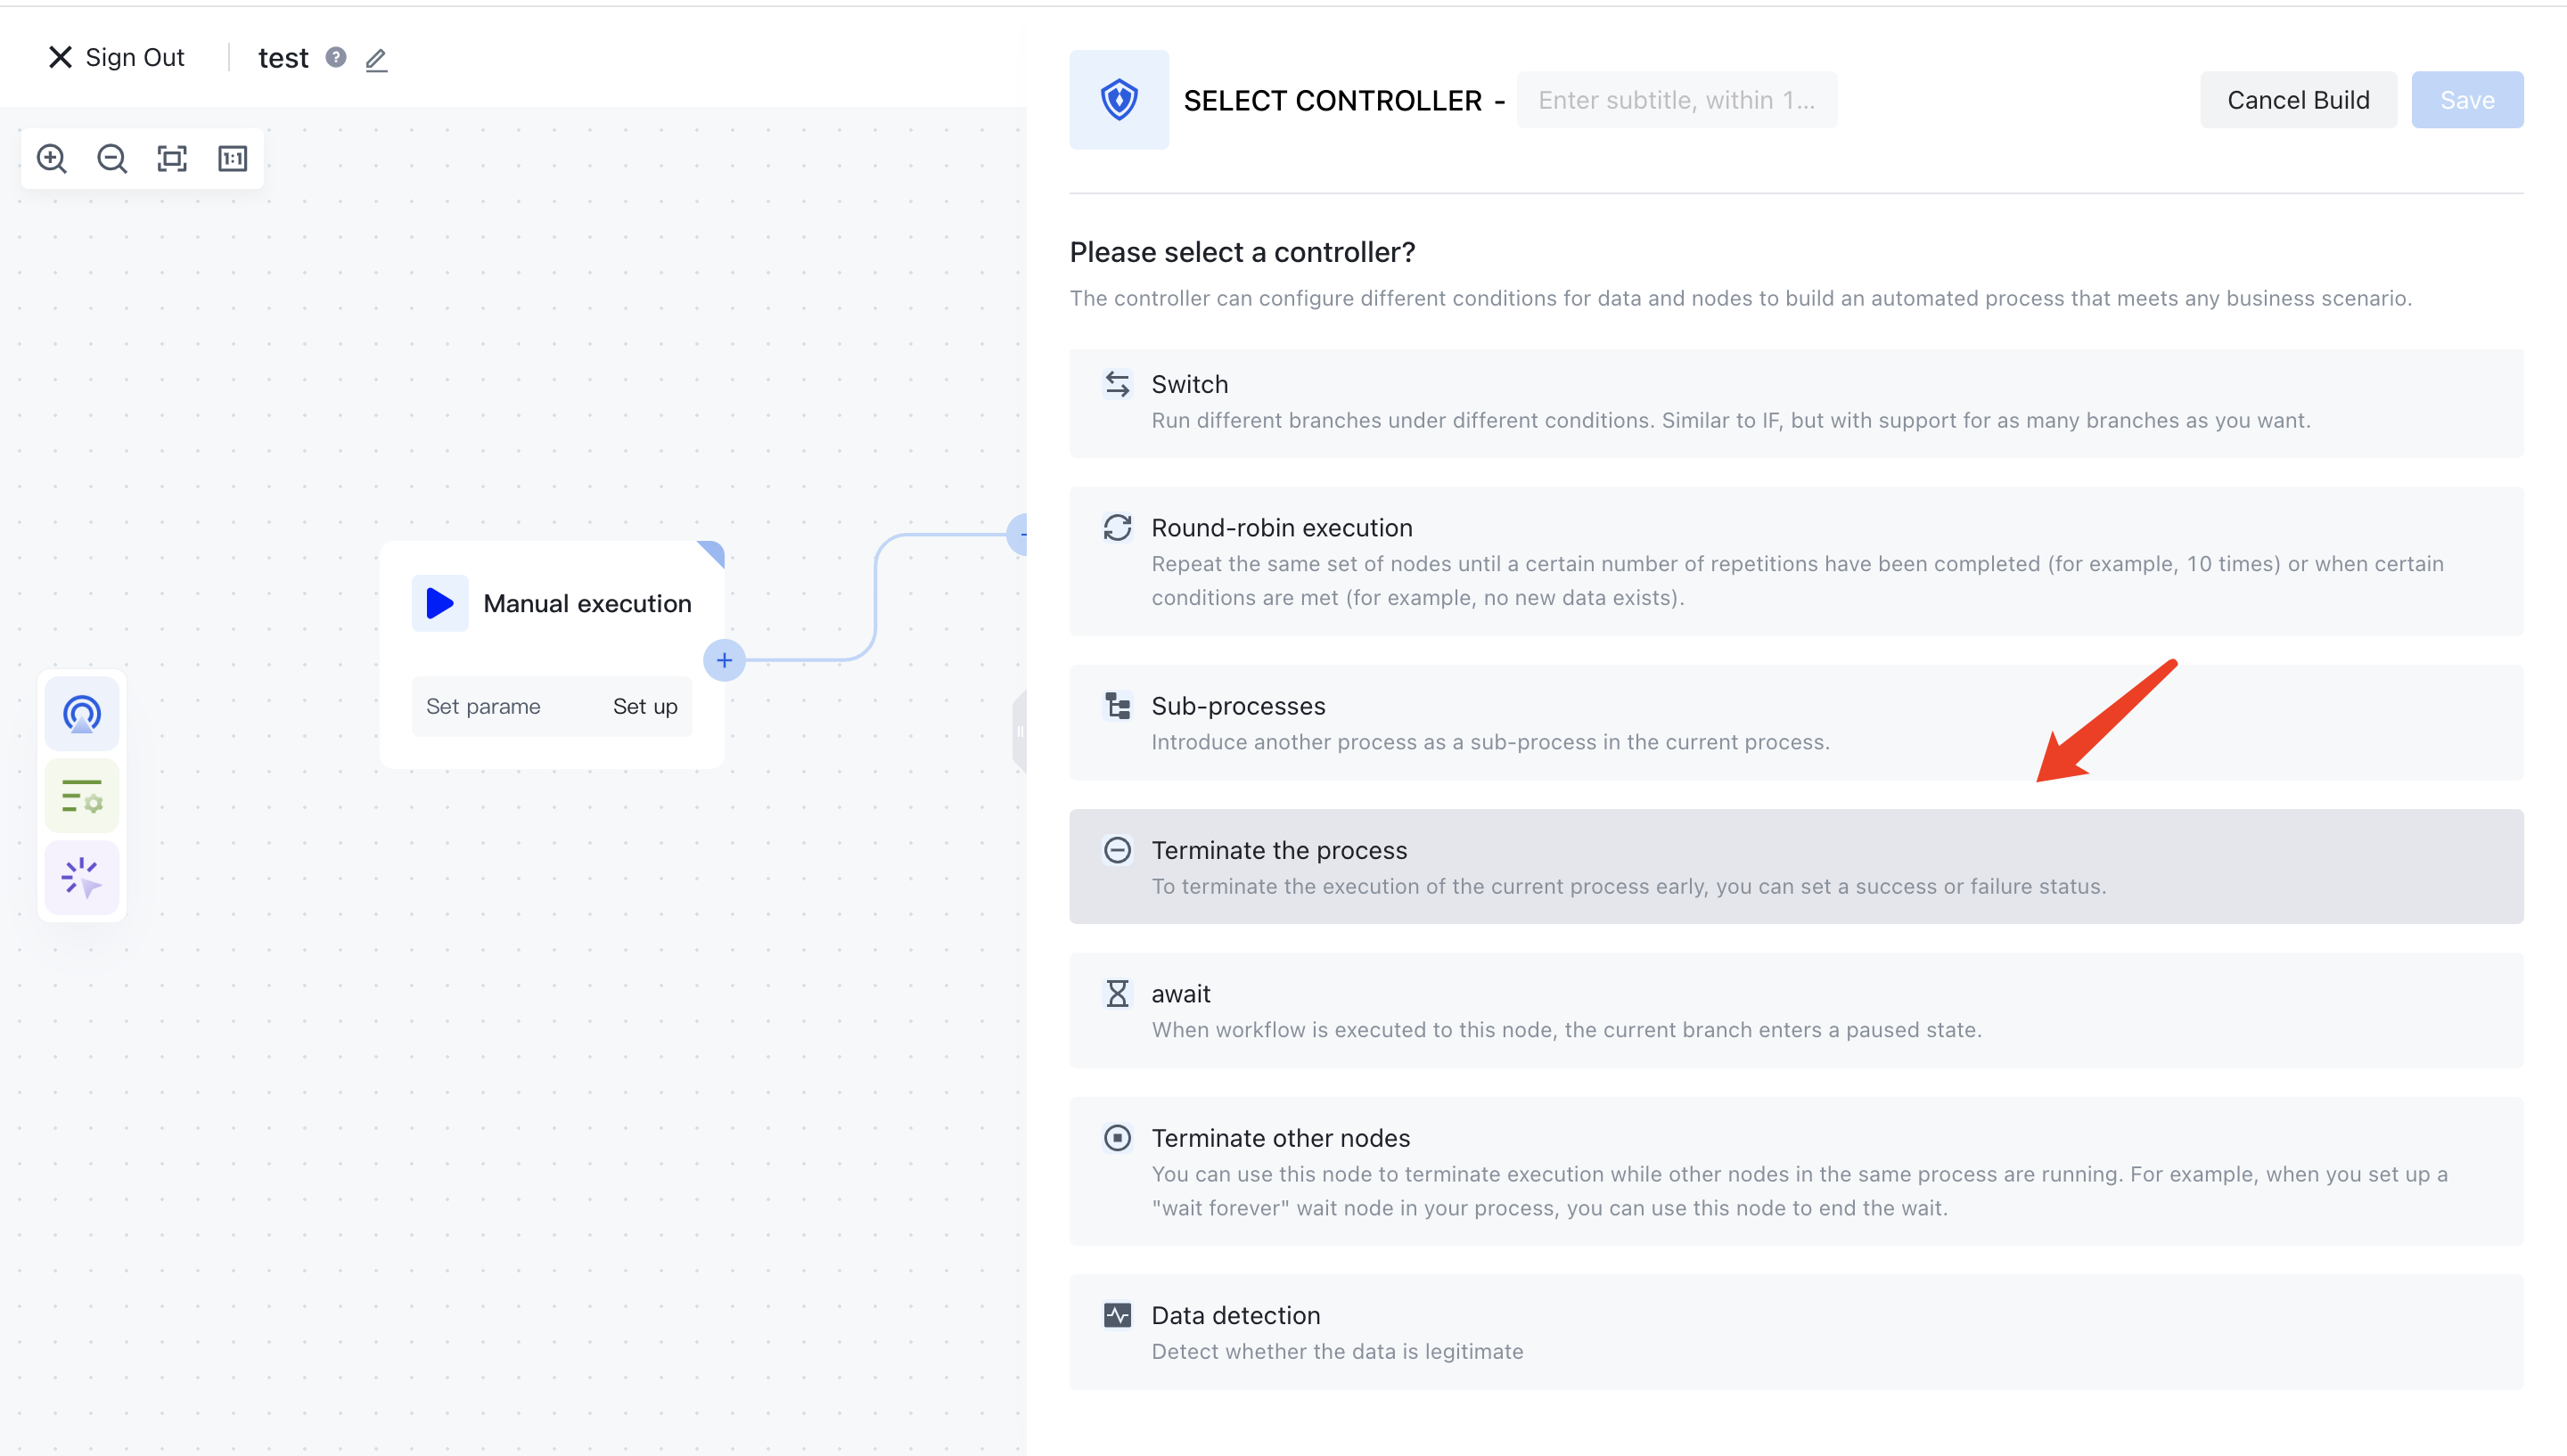 Sign Out
test
?
SELECT CONTROLLER -
Enter subtitle, within 1...
Cancel Build
Save
1:1
Please select a controller?
The controller can configure different conditions for data and nodes to build an automated process that meets any business scenario.
Switch
Run different branches under different conditions. Similar to IF, but with support for as many branches as you want.
Round-robin execution
Repeat the same set of nodes until a certain number of repetitions have been completed (for example, 10 times) or when certain
conditions are met (for example, no new data exists).
Manual execution
Set parame
Set up
Sub-processes
Introduce another process as a sub-process in the current process.
Terminate the process
To terminate the execution of the current process early, you can set a success or failure status.
await
When workflow is executed to this node, the current branch enters a paused state.
Terminate other nodes
You can use this node to terminate execution while other nodes in the same process are running. For example, when you set up a
"wait forever" wait node in your process, you can use this node to end the wait.
Data detection
Detect whether the data is legitimate